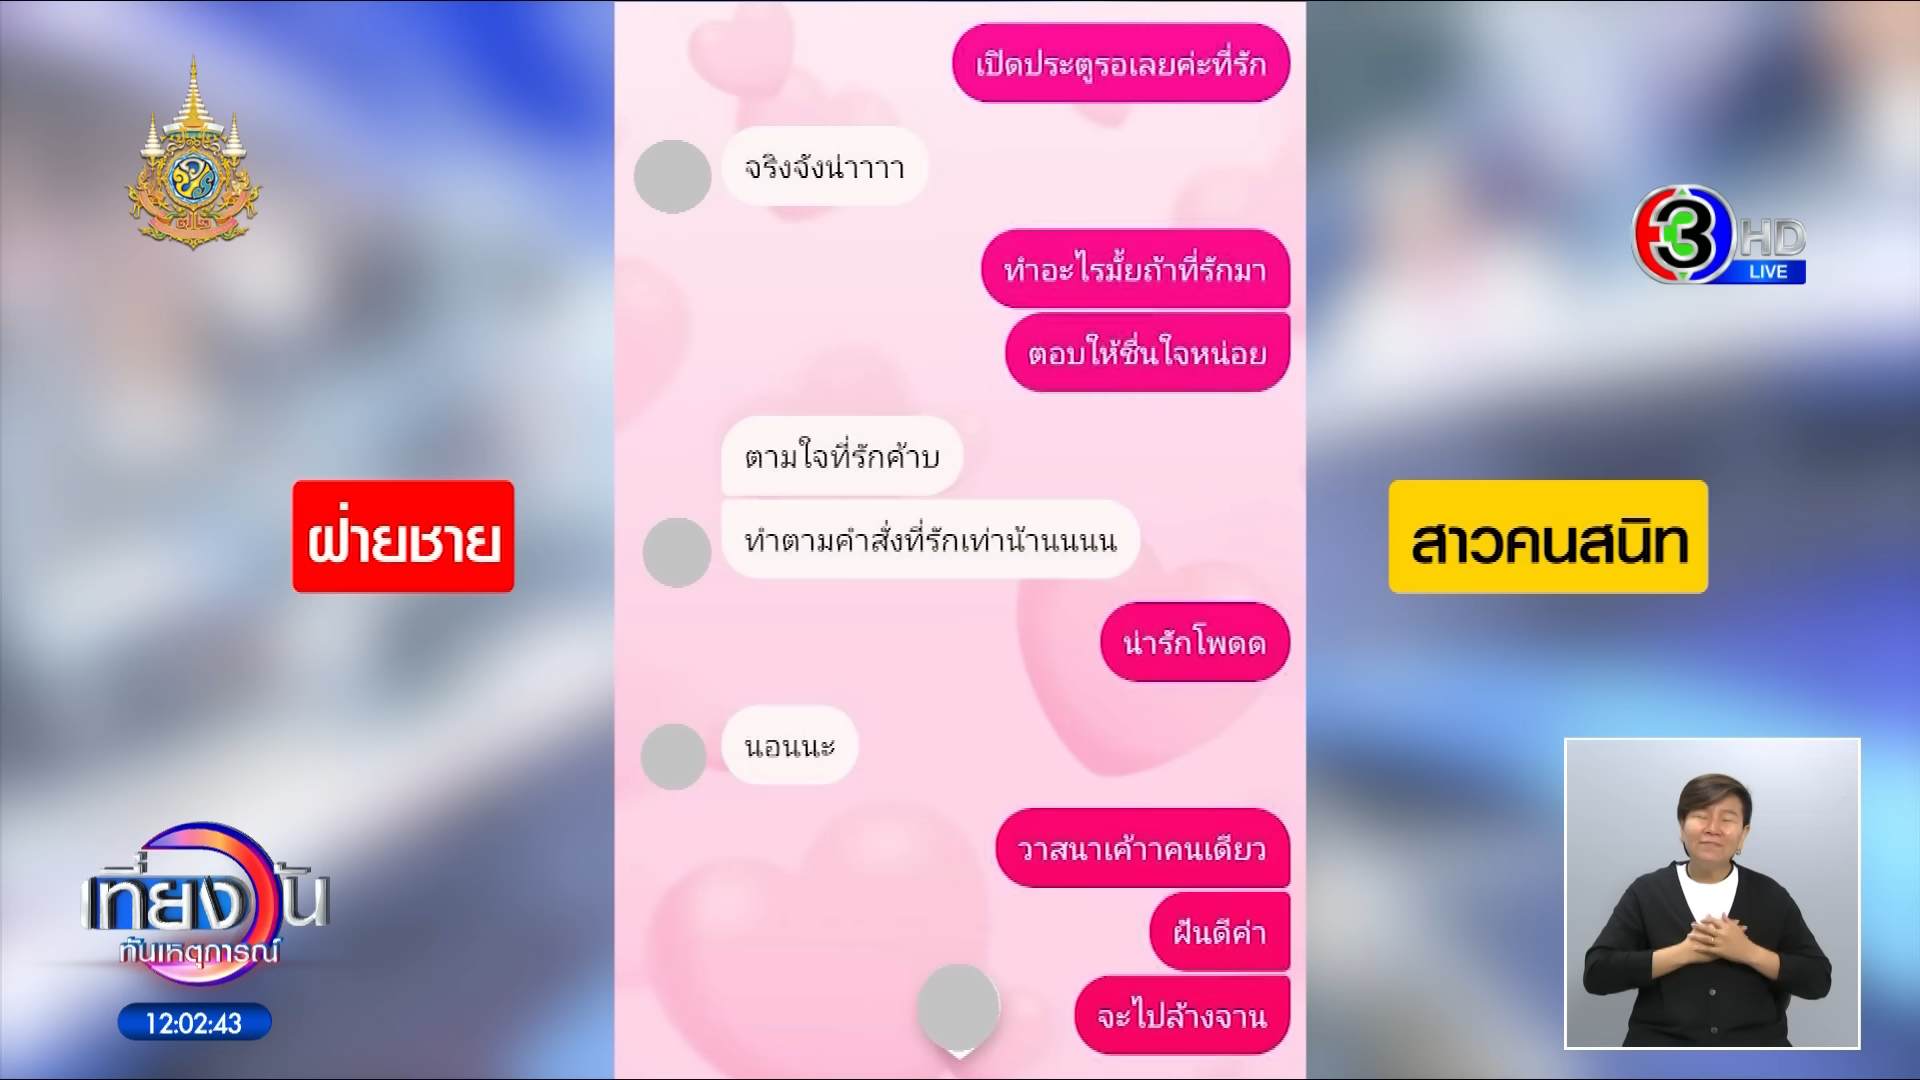 เปิดประตูรอเลยค่ะที่รัก
จริงจังน่าาาา
3 HD
LIVE
ทำอะไรมั้ยถ้าที่รักมา
ตอบให้ชื่นใจหน่อย
ตามใจที่รักค้าบ
ทำตามคำสั่งที่รักเท่าน้านนนน
ฝ่ายชาย
สาวคนสนิท
น่ารักโพดด
นอนนะ
วาสนาเค้าาคนเดียว
ฝันดีค่า
จะไปล้างจาน
เที่ยงวัน
ทันเหตุการณ์
12:02:43